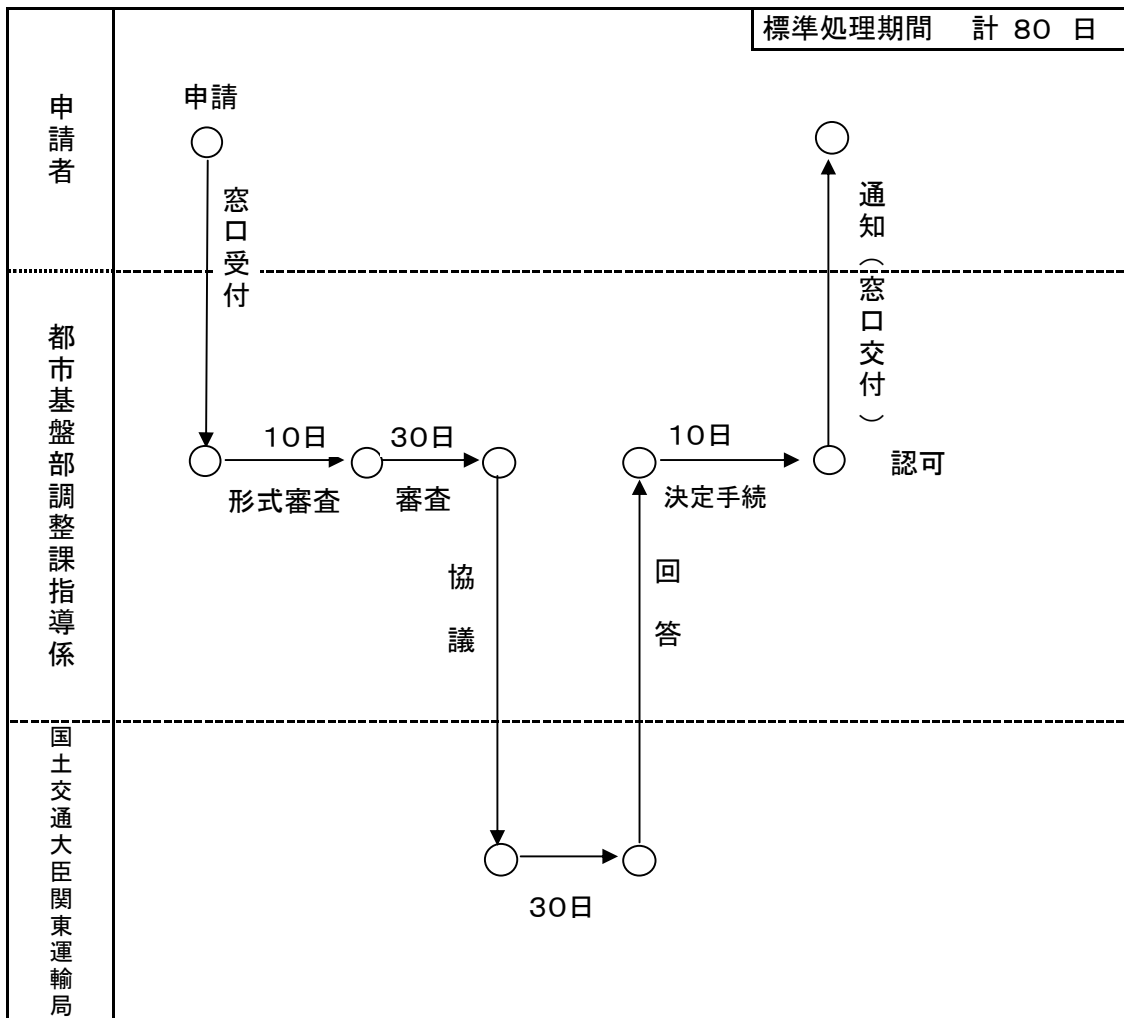 標準処理期間　計 80 日
申請者
申請
窓口受付
通知（窓口交付）
都市基盤部調整課指導係
10日
30日
10日
形式審査
審査
決定手続
認可
協議
回答
国土交通大臣関東運輸局
30日